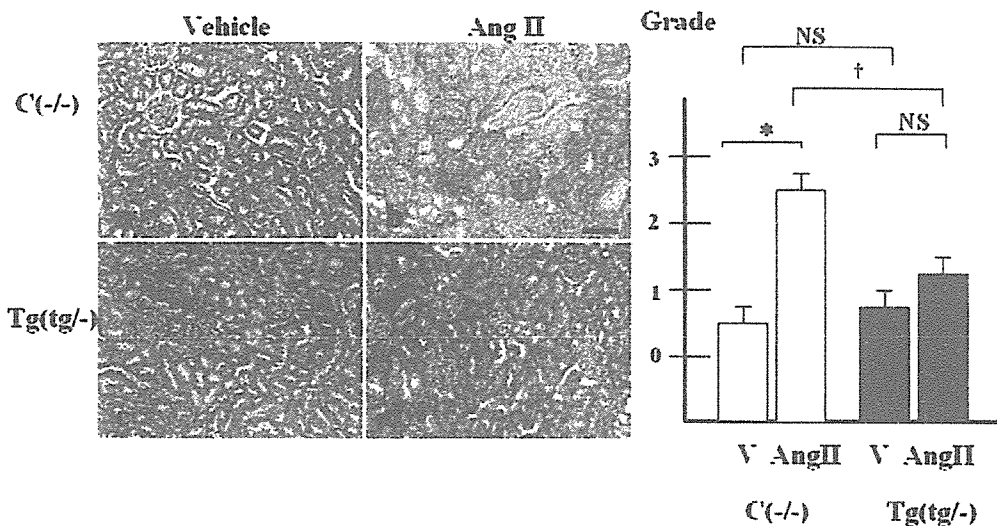 Vehicle
Ang II
C(-/-)
Tg(tg/-)
Grade
NS
†
*
NS
3
2
1
0
V AngII V AngII
C(-/-) Tg(tg/-)